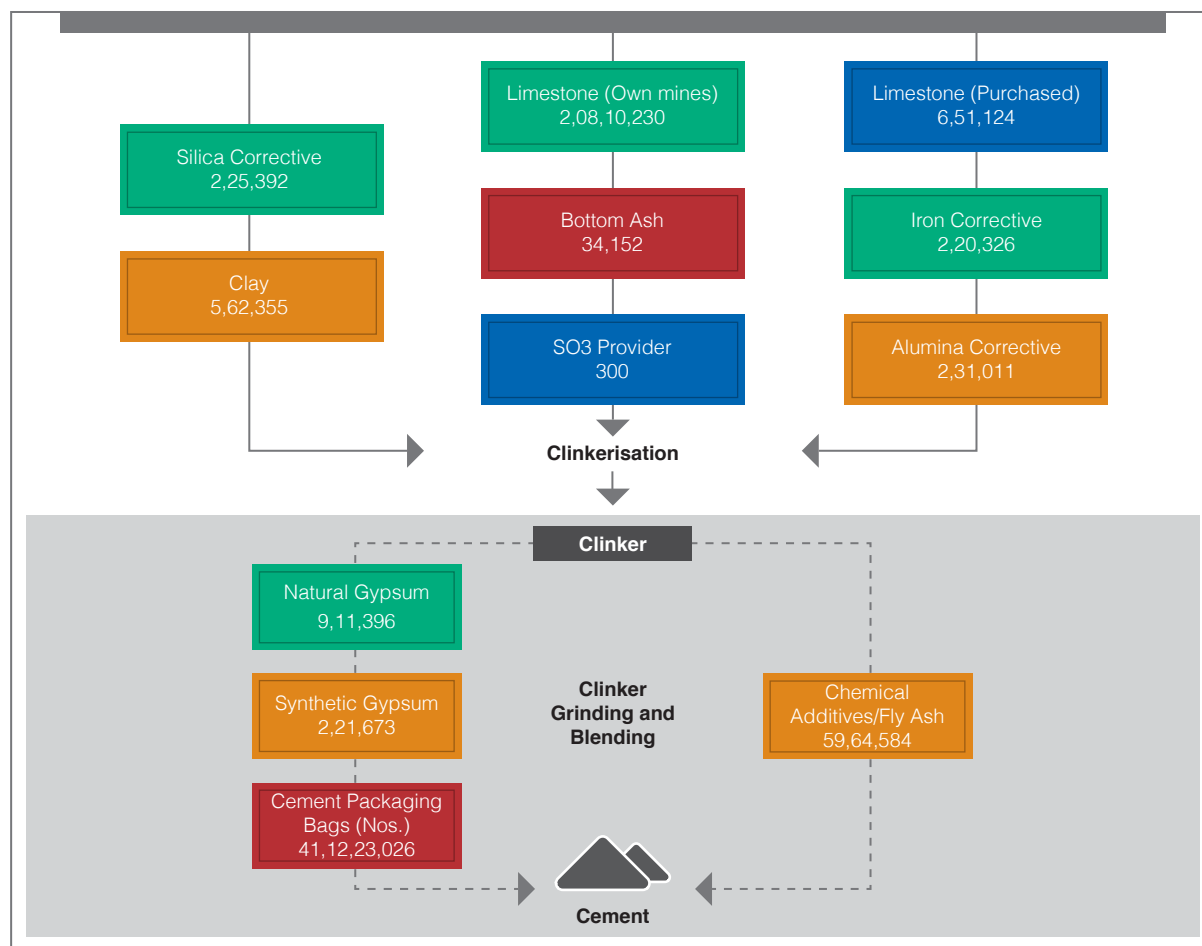 Limestone (Own mines)
2,08,10,230
Limestone (Purchased)
6,51,124
Silica Corrective
2,25,392
Bottom Ash
34,152
Iron Corrective
2,20,326
Clay
5,62,355
SO3 Provider
300
Alumina Corrective
2,31,011
Clinkerisation
Clinker
Natural Gypsum
9,11,396
Synthetic Gypsum
2,21,673
Clinker
Grinding and
Blending
Chemical
Additives/Fly Ash
59,64,584
Cement Packaging
Bags (Nos.)
41,12,23,026
Cement